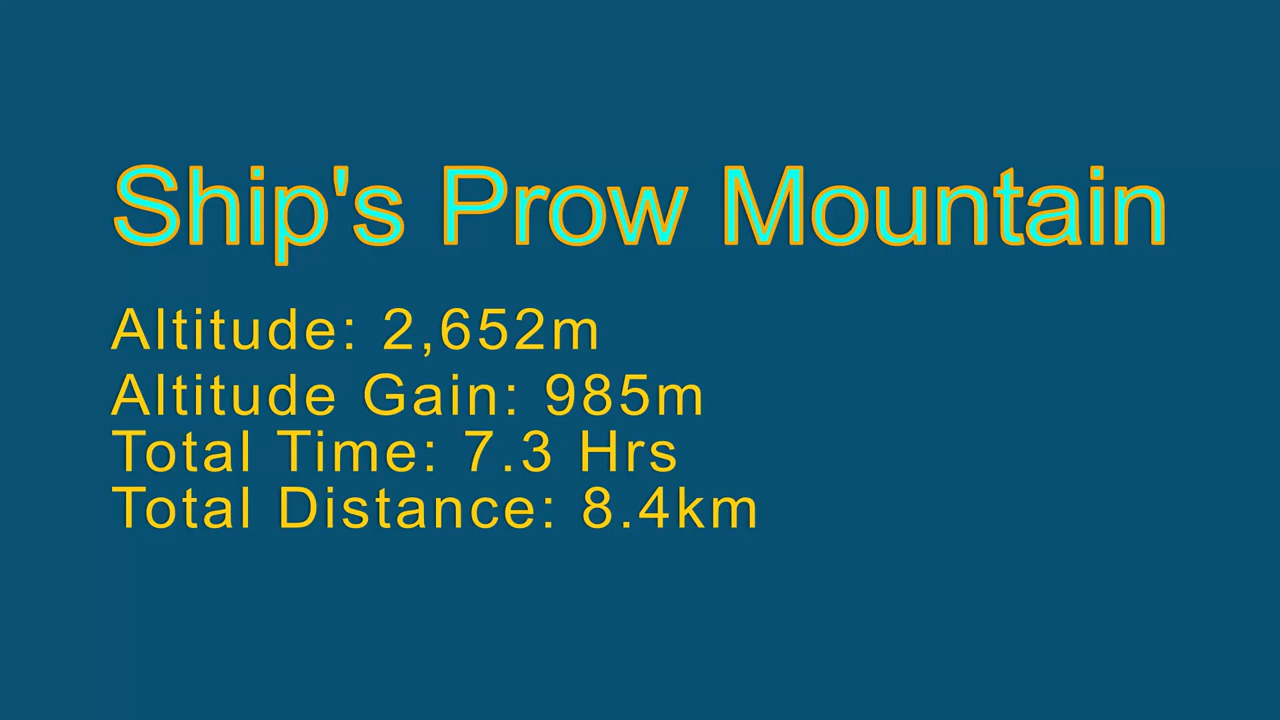 Ship's Prow Mountain
Altitude: 2,652m
Altitude Gain: 985m
Total Time: 7.3 Hrs
Total Distance: 8.4km